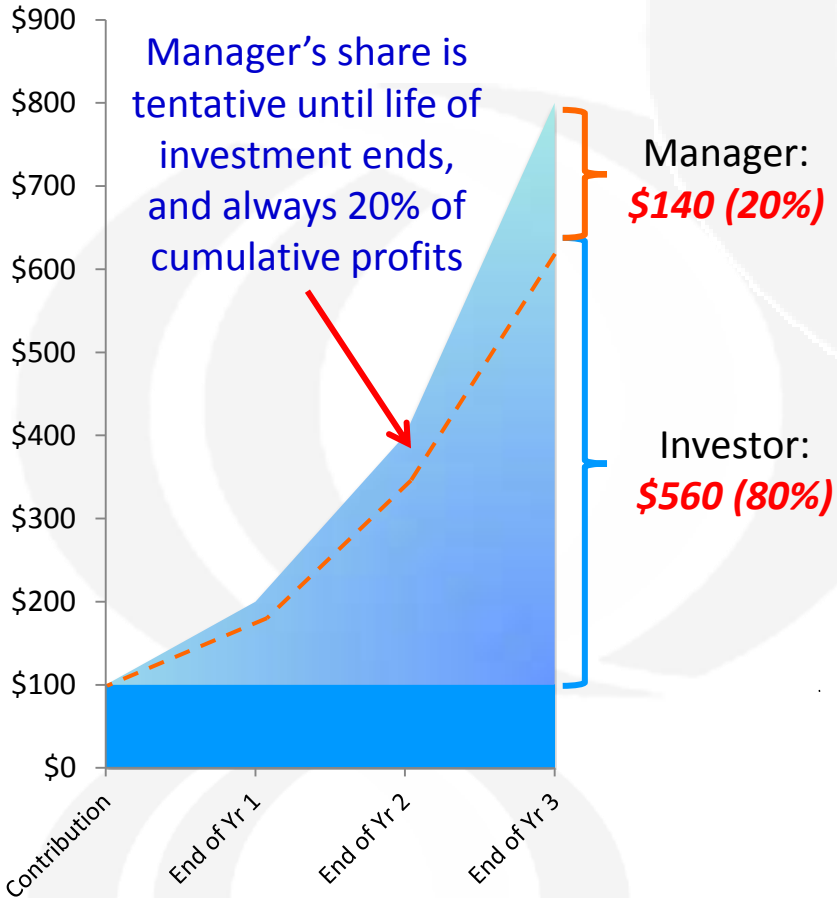 $900
$800
$700
$600
$500
$400
$300
$200
$100
$0
Manager’s share is
tentative until life of
investment ends,
and always 20% of
cumulative profits
Manager:
$140 (20%)
Investor:
$560 (80%)
Contribution
End of Yr 1
End of Yr 2
End of Yr 3